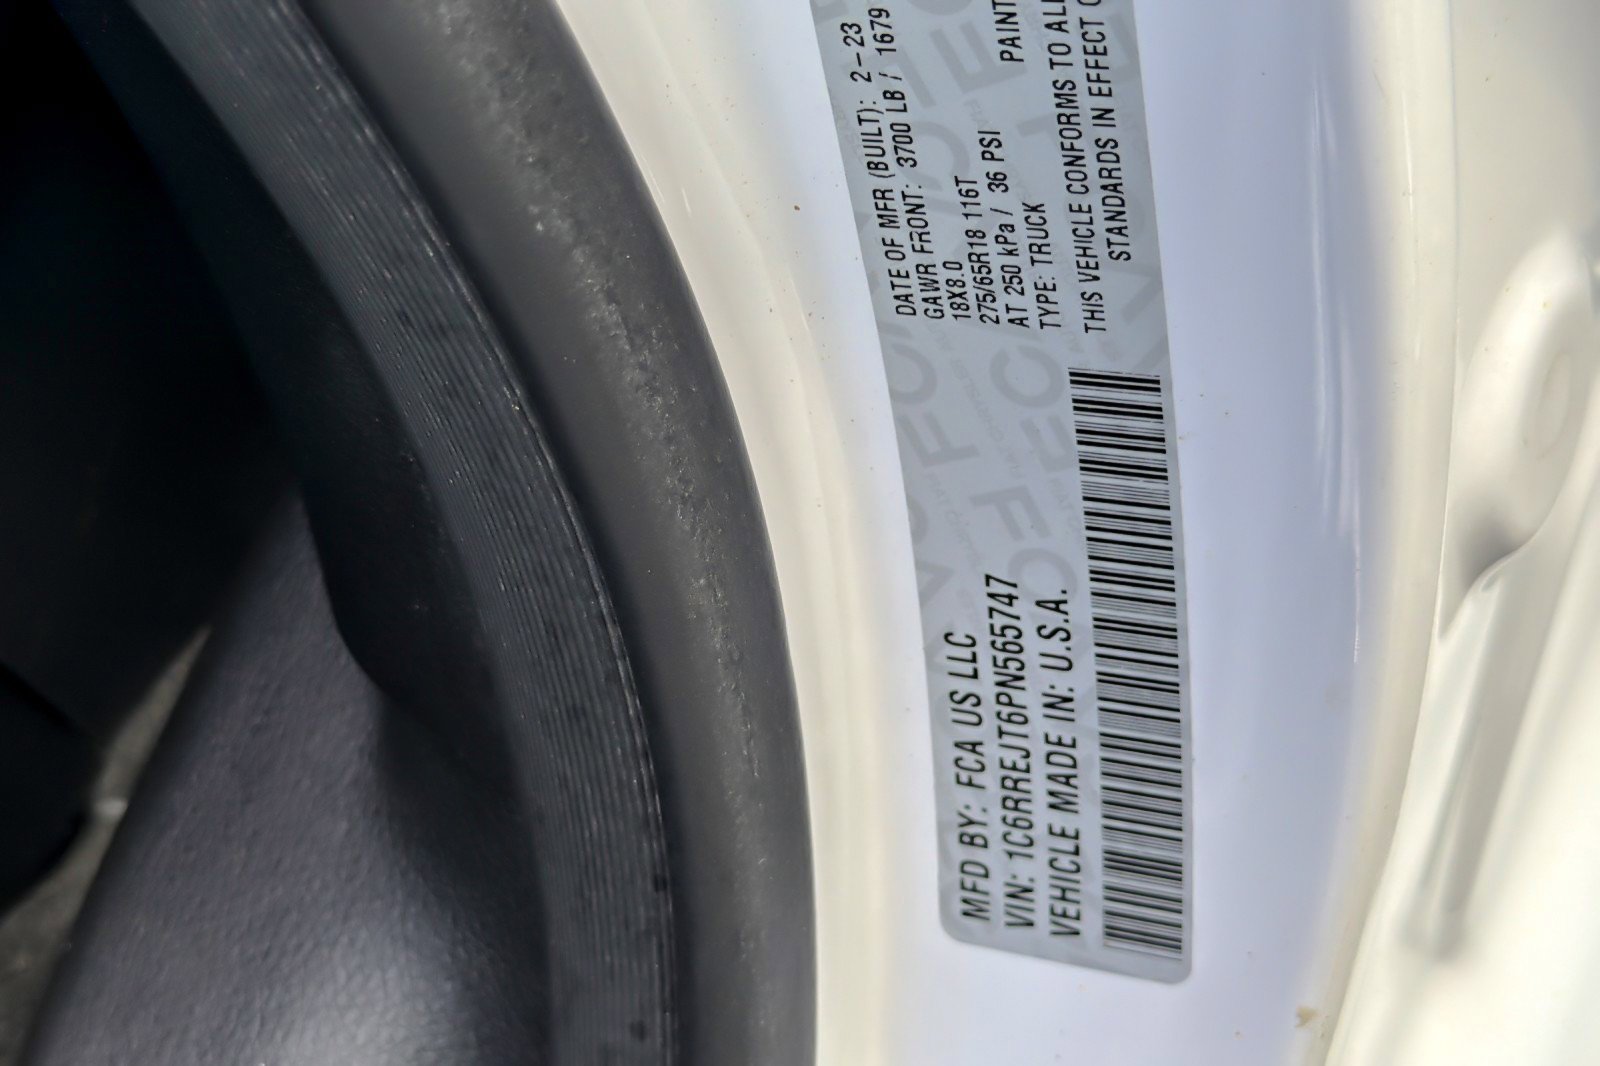 MFD BY: FCA US LLC
VIN: 1C6RREJT6PN565747
VEHICLE MADE IN: U.S.A.
DATE OF MFR (BUILT): 2-23
GAWR FRONT: 3700 LB / 1679
18X8.0
275/65R18 116T
AT 250 kPa / 36 PSI PAINT
TYPE: TRUCK
THIS VEHICLE CONFORMS TO ALL
STANDARDS IN EFFECT